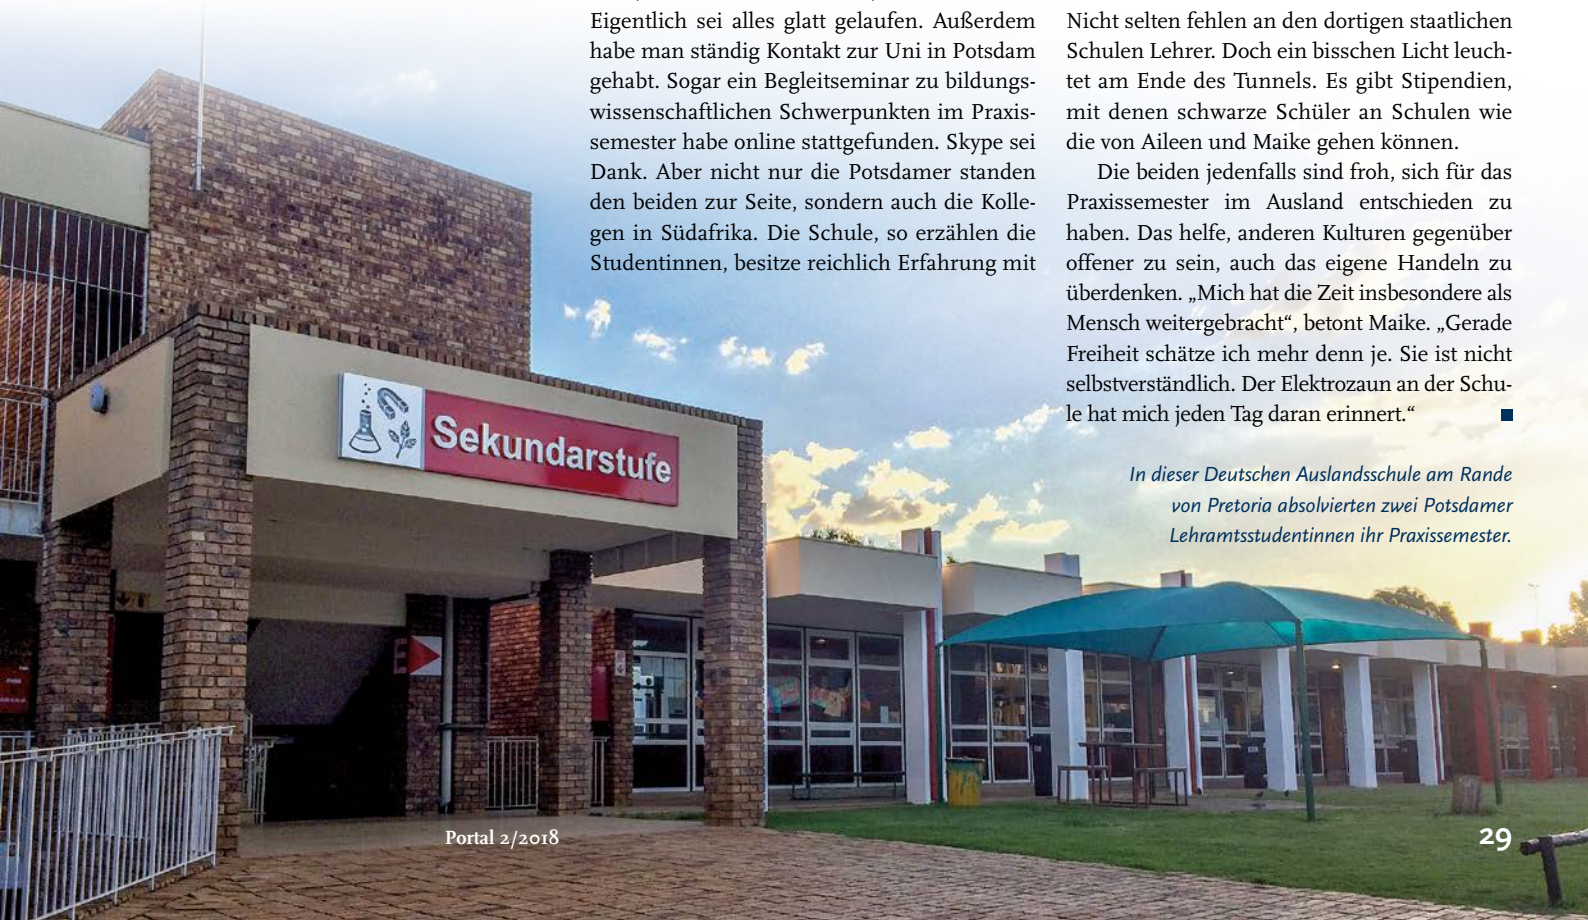 Eigentlich sei alles glatt gelaufen. Außerdem
habe man ständig Kontakt zur Uni in Potsdam
gehabt. Sogar ein Begleitseminar zu bildungs-
wissenschaftlichen Schwerpunkten im Praxis-
semester habe online stattgefunden. Skype sei
Dank. Aber nicht nur die Potsdamer standen
den beiden zur Seite, sondern auch die Kolle-
gen in Südafrika. Die Schule, so erzählen die
Studentinnen, besitze reichlich Erfahrung mit
Nicht selten fehlen an den dortigen staatlichen
Schulen Lehrer. Doch ein bisschen Licht leuch-
tet am Ende des Tunnels. Es gibt Stipendien,
mit denen schwarze Schüler an Schulen wie
die von Aileen und Maike gehen können.
Die beiden jedenfalls sind froh, sich für das
Praxissemester im Ausland entschieden zu
haben. Das helfe, anderen Kulturen gegenüber
offener zu sein, auch das eigene Handeln zu
überdenken. „Mich hat die Zeit insbesondere als
Mensch weitergebracht“, betont Maike. „Gerade
Freiheit schätze ich mehr denn je. Sie ist nicht
selbstverständlich. Der Elektrozaun an der Schu-
le hat mich jeden Tag daran erinnert.“
In dieser Deutschen Auslandsschule am Rande
von Pretoria absolvierten zwei Potsdamer
Lehramtsstudentinnen ihr Praxissemester.
Sekundarstufe
E
Portal 2/2018
29